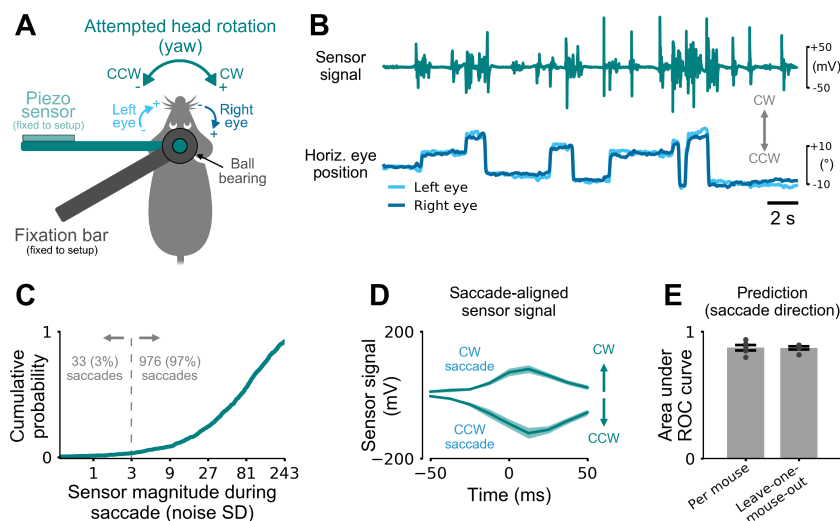 A
Attempted head rotation
(yaw)
CCW
-
CW
+
Piezo
sensor
(fixed to setup)
Left
eye
+
-
Right
eye
-
+
Ball
bearing
Fixation bar
(fixed to setup)
B
Sensor
signal
+50
(mV)
-50
CW
CCW
Horiz. eye
position
+10
(°)
-10
Left eye
Right eye
2 s
C
Cumulative
probability
1
0
33 (3%)
saccades
976 (97%)
saccades
1
3
9
27
81
243
Sensor magnitude during
saccade (noise SD)
D
Saccade-aligned
sensor signal
Sensor signal
(mV)
200
−200
CW
saccade
CCW
saccade
CW
CCW
−50
0
50
Time (ms)
E
Prediction
(saccade direction)
Area under
ROC curve
1
0
Per mouse
Leave-one-
mouse-out